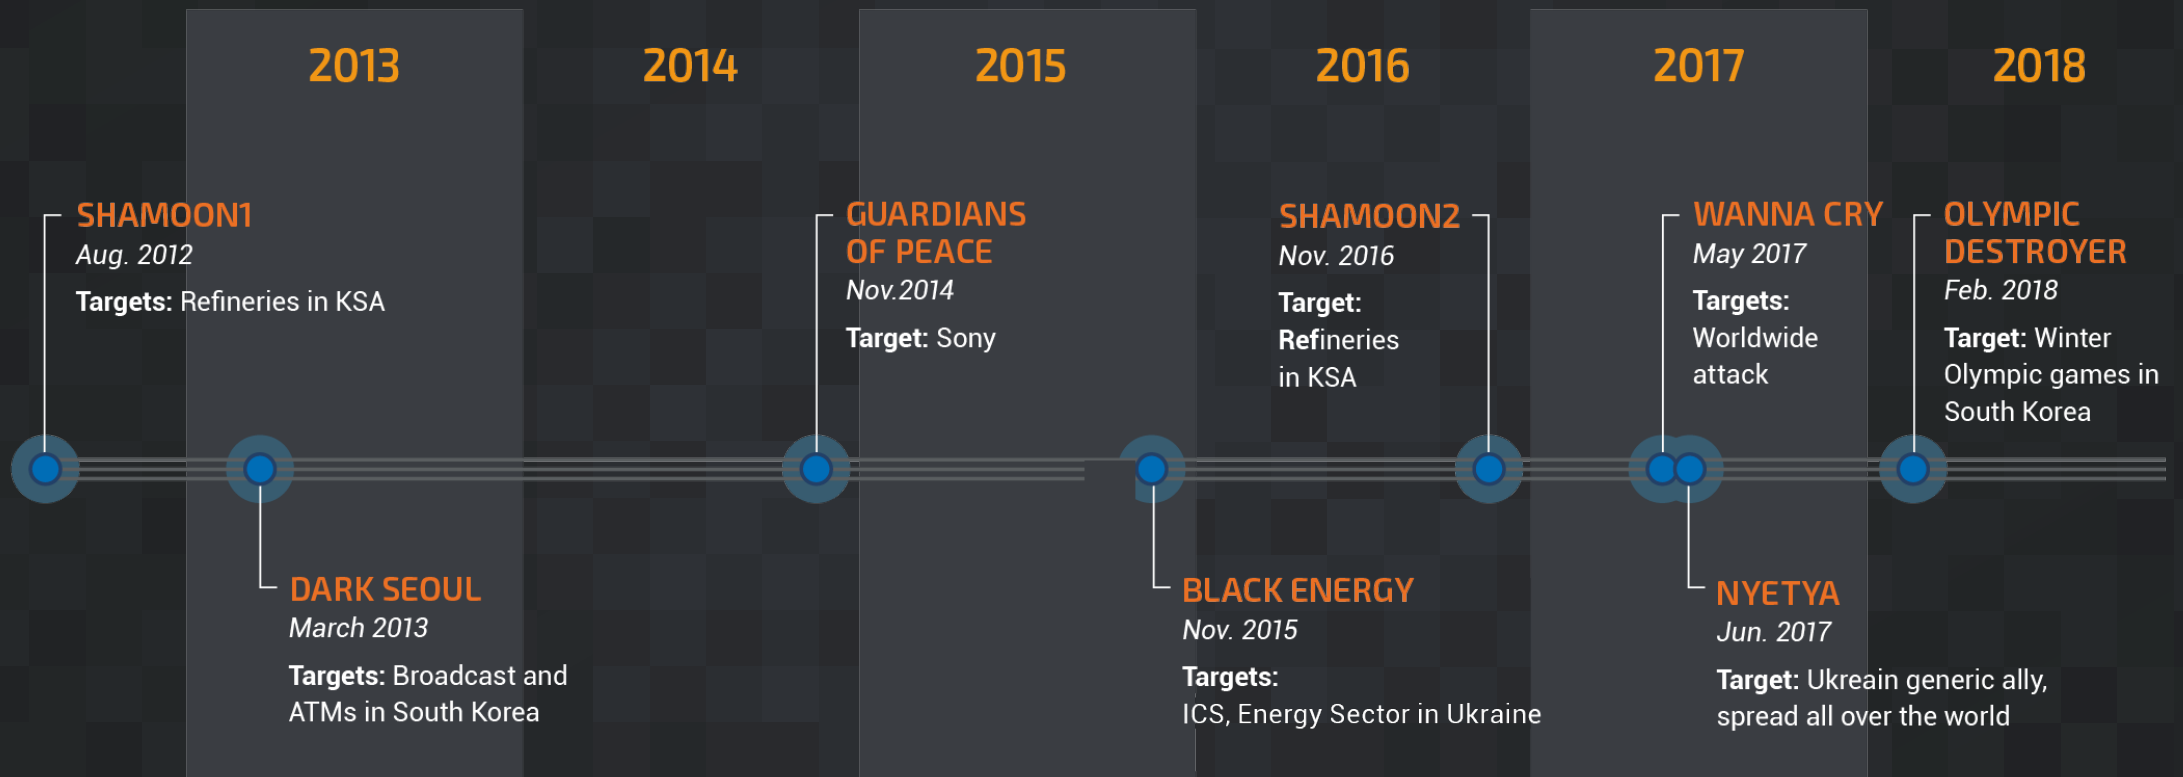 2013
2014
2015
2016
2017
2018
SHAMOON1
Aug. 2012
Targets: Refineries in KSA
GUARDIANS
OF PEACE
Nov.2014
Target: Sony
SHAMOON2
Nov. 2016
Target:
Refineries
in KSA
WANNA CRY
May 2017
Targets:
Worldwide
attack
OLYMPIC
DESTROYER
Feb. 2018
Target: Winter
Olympic games in
South Korea
DARK SEOUL
March 2013
Targets: Broadcast and
ATMs in South Korea
BLACK ENERGY
Nov. 2015
Targets:
ICS, Energy Sector in Ukraine
NYETYA
Jun. 2017
Target: Ukreain generic ally,
spread all over the world